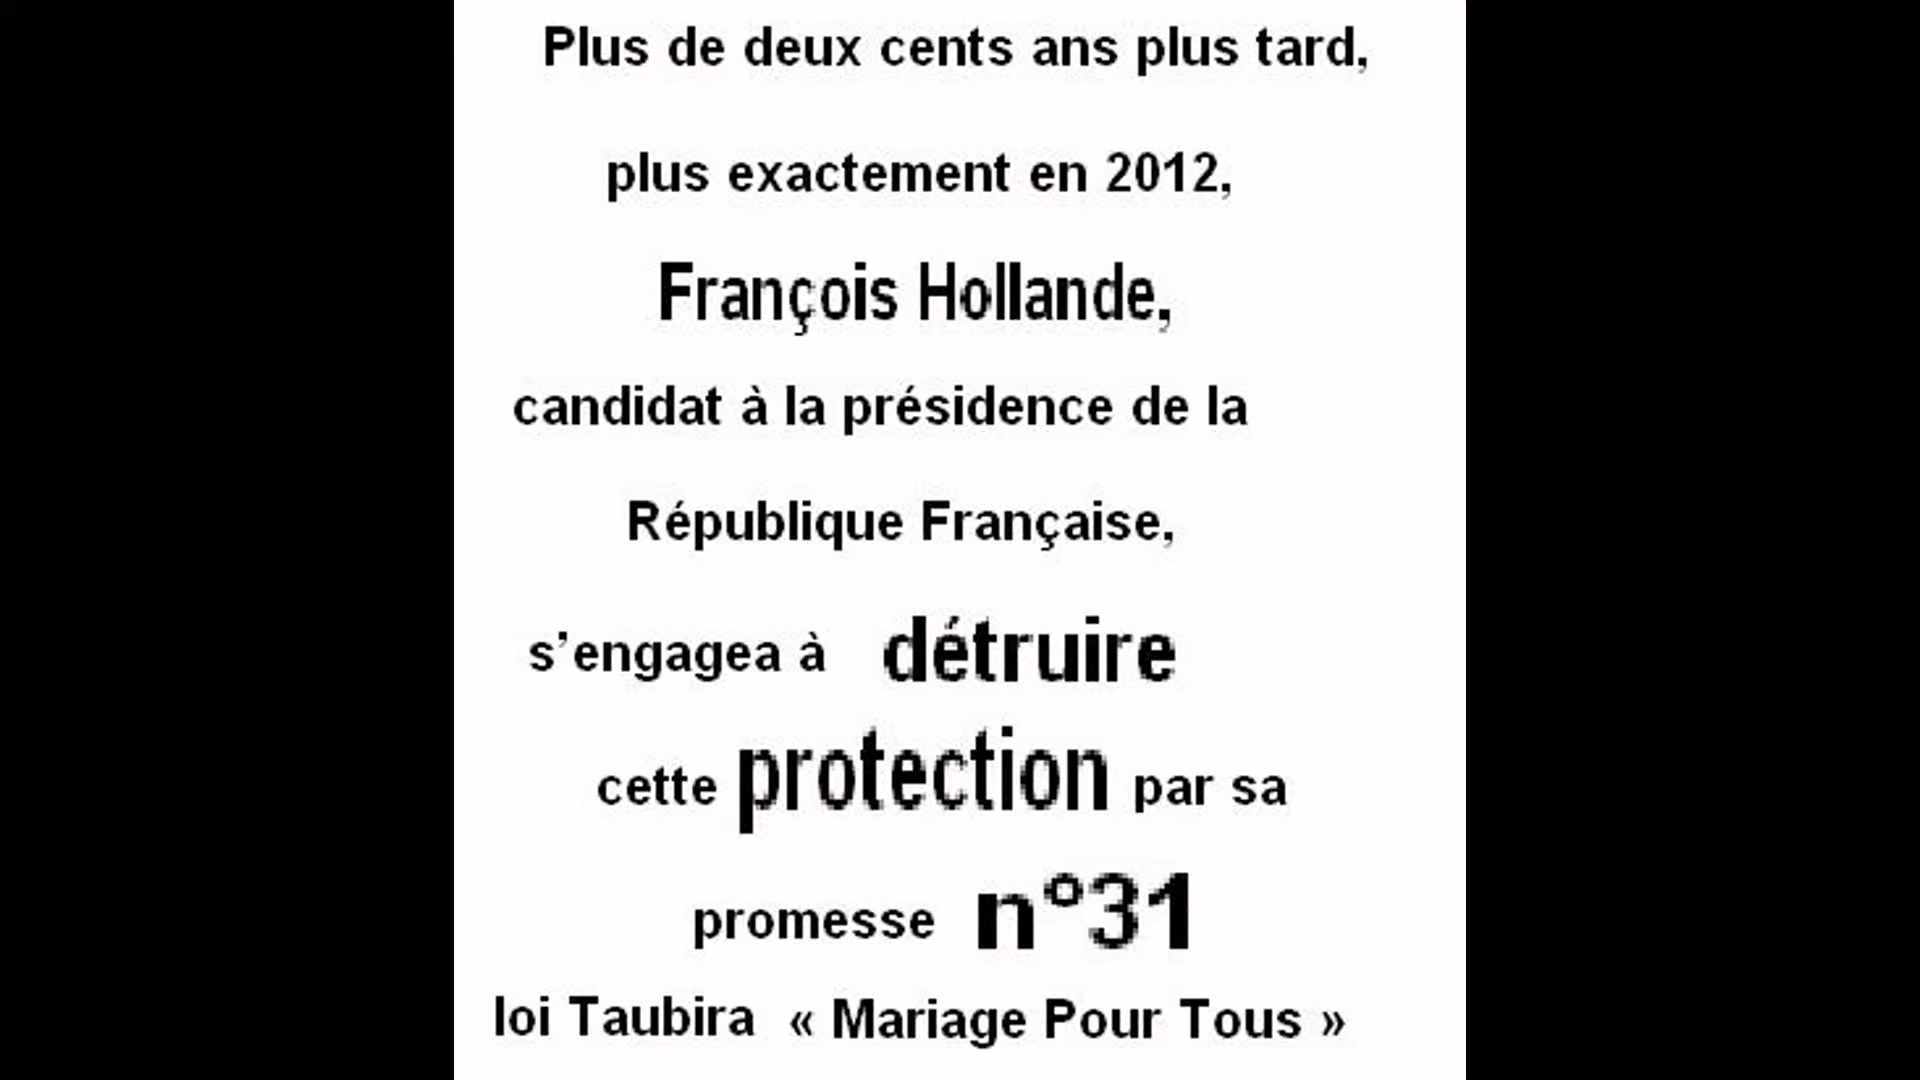 Plus de deux cents ans plus tard,
plus exactement en 2012,
François Hollande,
candidat à la présidence de la
République Française,
s’engagea à détruire
cette protection par sa
promesse n°31
loi Taubira « Mariage Pour Tous »